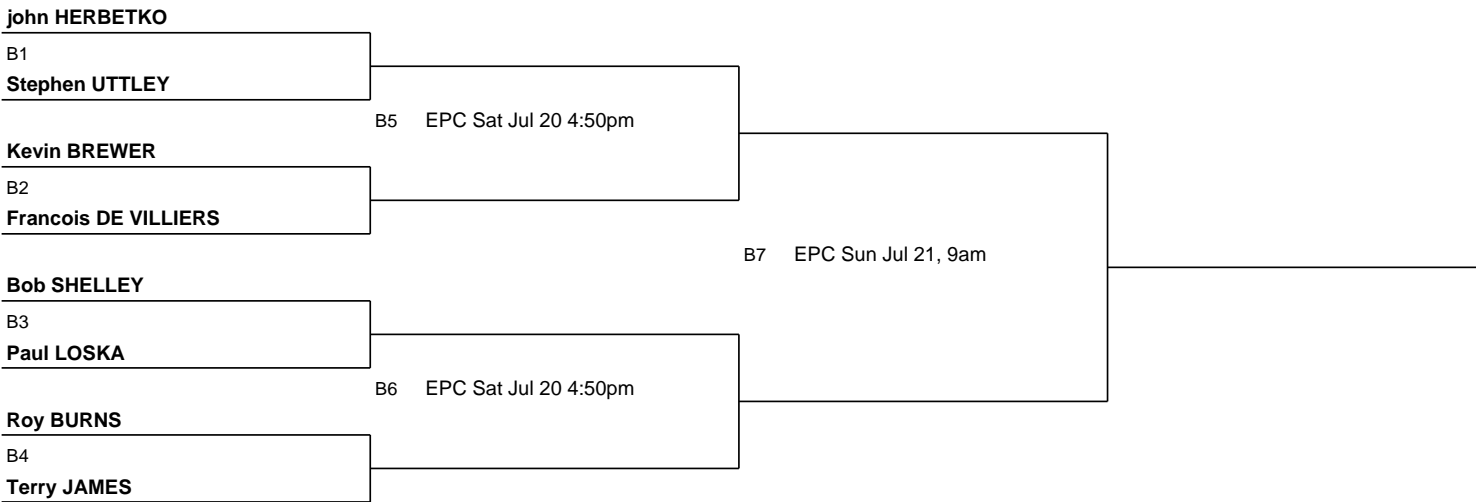 john HERBETKO
B1
Stephen UTTLEY
B5 EPC Sat Jul 20 4:50pm
Kevin BREWER
B2
Francois DE VILLIERS
B7 EPC Sun Jul 21, 9am
Bob SHELLEY
B3
Paul LOSKA
B6 EPC Sat Jul 20 4:50pm
Roy BURNS
B4
Terry JAMES